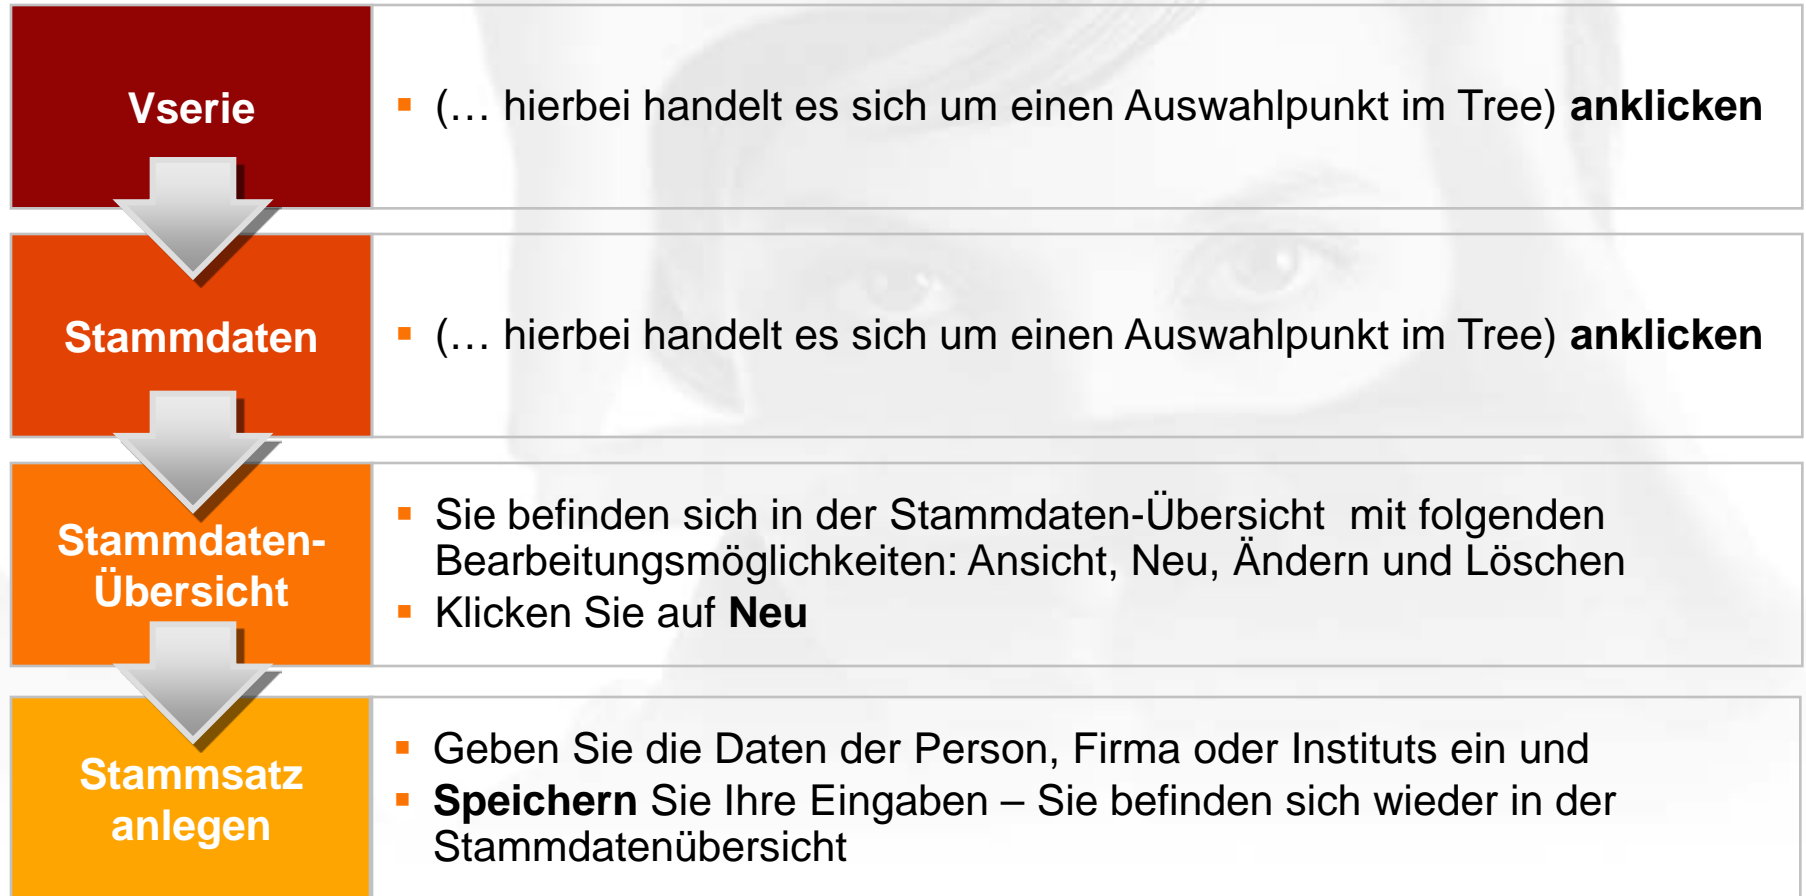 Vserie
▪ (… hierbei handelt es sich um einen Auswahlpunkt im Tree) anklicken
Stammdaten
▪ (… hierbei handelt es sich um einen Auswahlpunkt im Tree) anklicken
Stammdaten-
Übersicht
▪ Sie befinden sich in der Stammdaten-Übersicht  mit folgenden
Bearbeitungsmöglichkeiten: Ansicht, Neu, Ändern und Löschen
▪ Klicken Sie auf Neu
Stammsatz
anlegen
▪ Geben Sie die Daten der Person, Firma oder Instituts ein und
▪ Speichern Sie Ihre Eingaben – Sie befinden sich wieder in der
Stammdatenübersicht